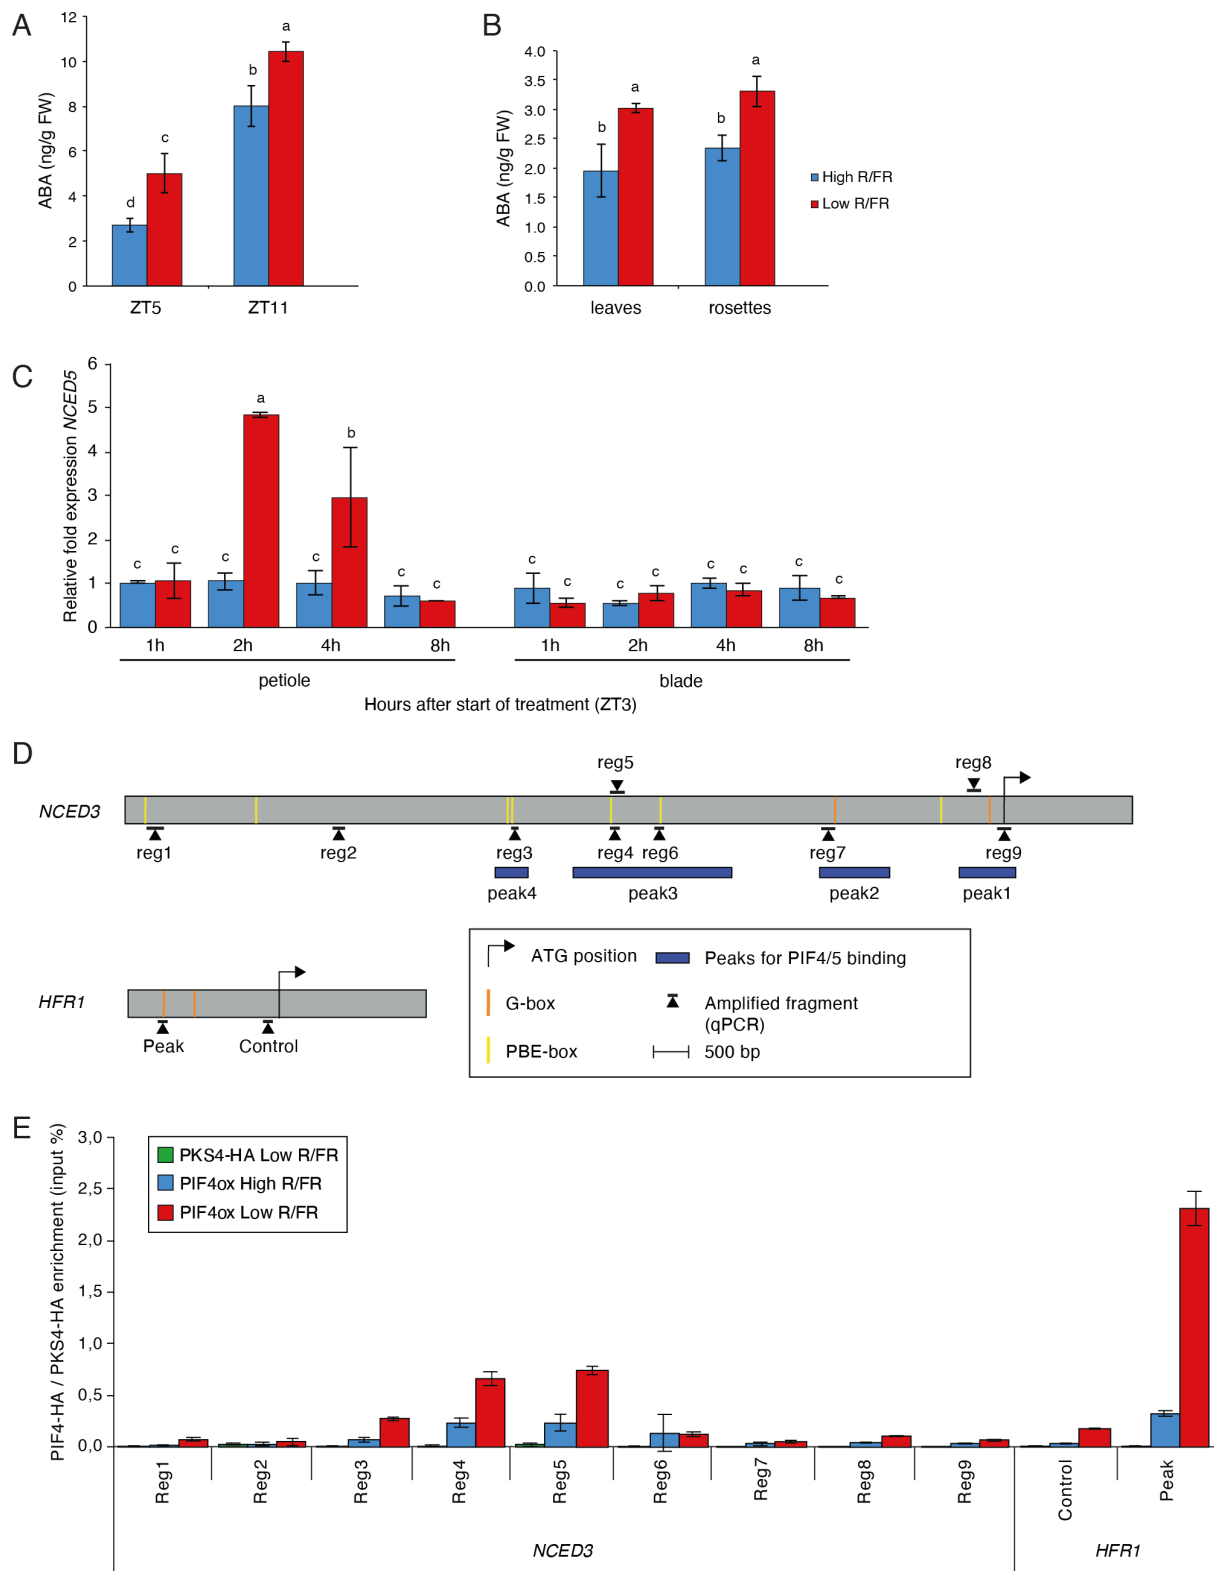 A
12
10
8
6
4
2
0
ABA (ng/g FW)
d
c
b
a
ZT5
ZT11
B
4.0
3.5
3.0
2.5
2.0
1.5
1.0
0.5
0.0
ABA (ng/g FW)
b
a
b
a
leaves
rosettes
High R/FR
Low R/FR
C
6
5
4
3
2
1
0
Relative fold expression NCED5
c
c
c
a
c
b
c
c
c
c
c
c
c
c
c
c
1h
2h
4h
8h
1h
2h
4h
8h
petiole
blade
Hours after start of treatment (ZT3)
D
reg5
reg8
NCED3
reg1
reg2
reg3
reg4
reg6
reg7
reg9
peak4
peak3
peak2
peak1
HFR1
Peak
Control
ATG position
Peaks for PIF4/5 binding
G-box
Amplified fragment
(qPCR)
PBE-box
500 bp
E
3,0
2,5
2,0
1,5
1,0
0,5
0,0
PIF4-HA / PKS4-HA enrichment (input %)
PKS4-HA Low R/FR
PIF4ox High R/FR
PIF4ox Low R/FR
Reg1
Reg2
Reg3
Reg4
Reg5
Reg6
Reg7
Reg8
Reg9
Control
Peak
NCED3
HFR1